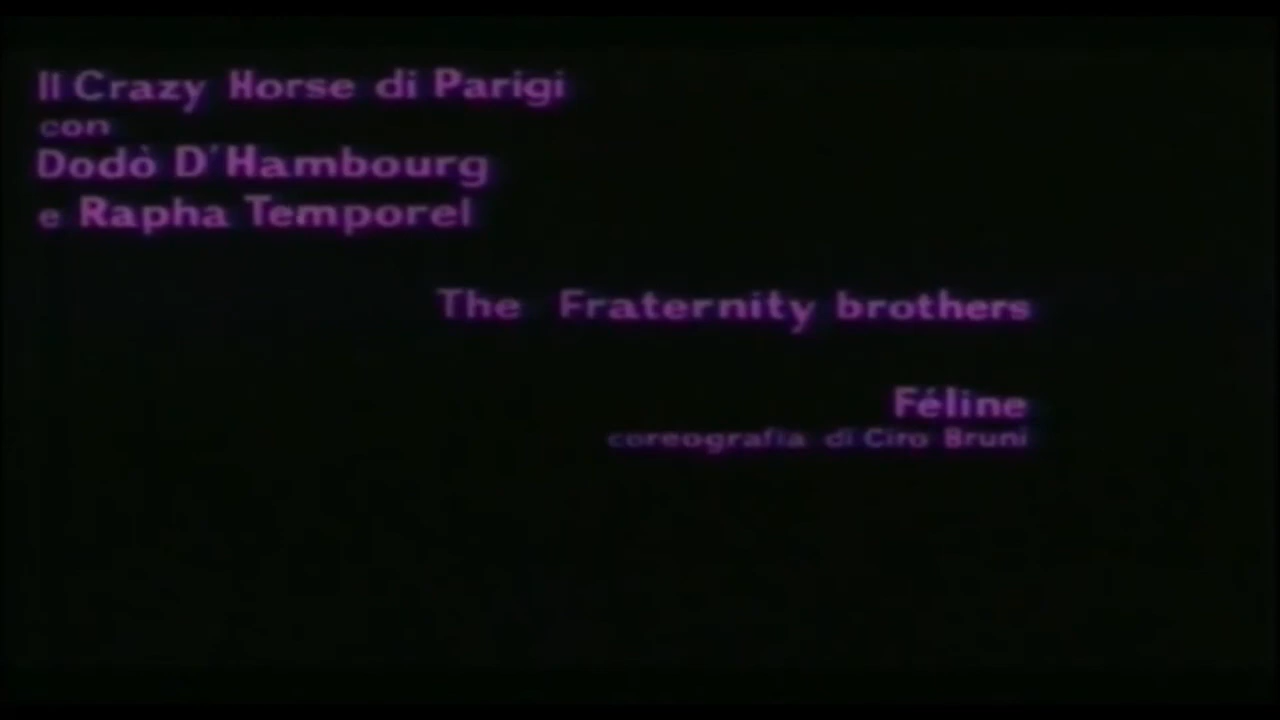 Il Crazy Horse di Parigi
con
Dodò D'Hambourg
e Rapha Temporel
The Fraternity brothers
Féline
coreografia di Ciro Bruni